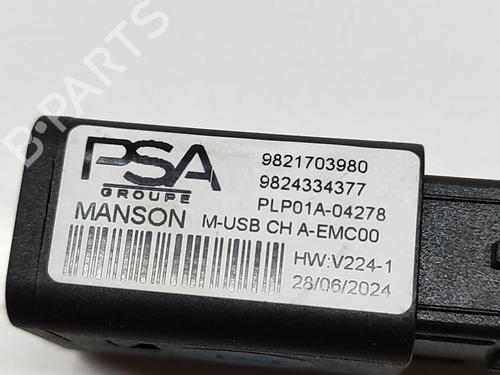 PSA
GROUPE
9821703980
9824334377
PLP01A-04278
MANSON M-USB CH A-EMC00
HW:V224-1
28/06/2024
B-PARTS